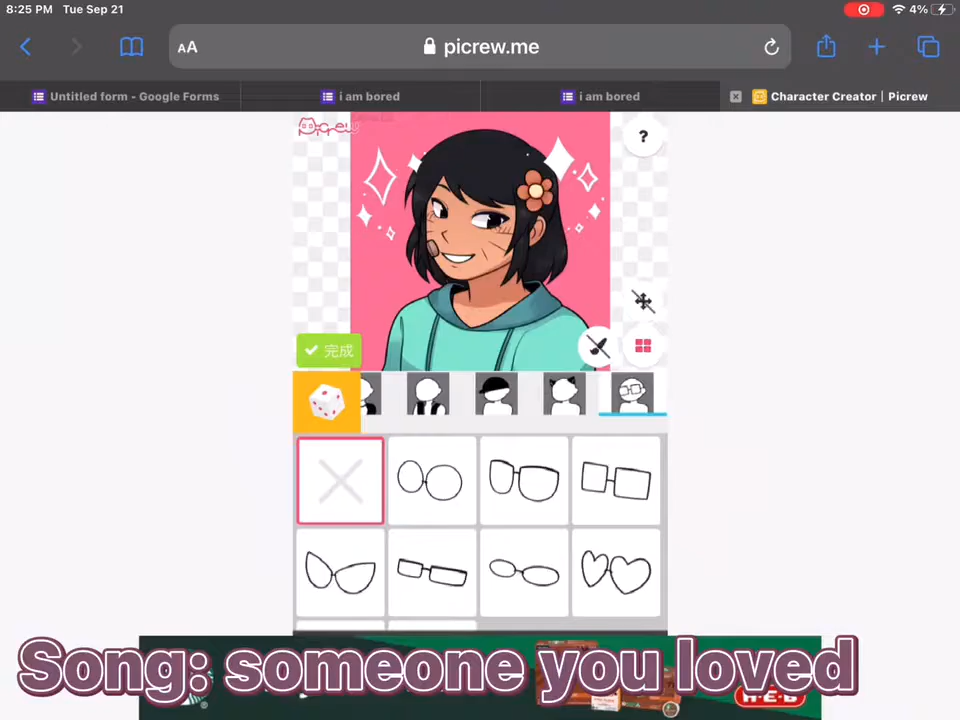 8:25 PM Tue Sep 21
4%
AA
picrew.me
Untitled form - Google Forms
i am bored
i am bored
Character Creator | Picrew
Picrew
?
完成
Song: someone you loved
H-E-B